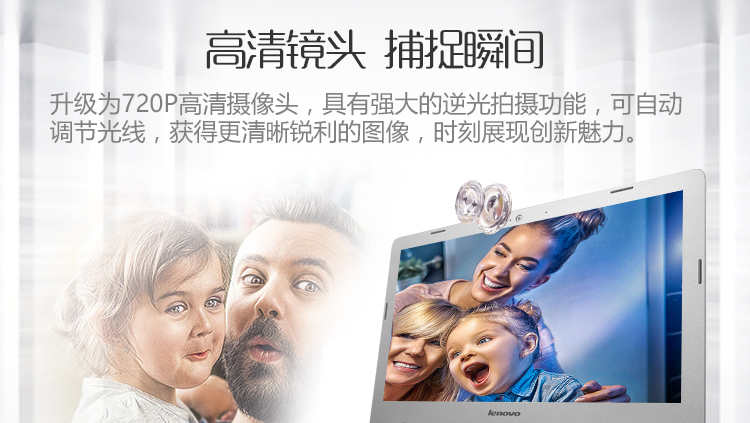 高清镜头 捕捉瞬间
升级为720P高清摄像头，具有强大的逆光拍摄功能，可自动
调节光线，获得更清晰锐利的图像，时刻展现创新魅力。
lenovo